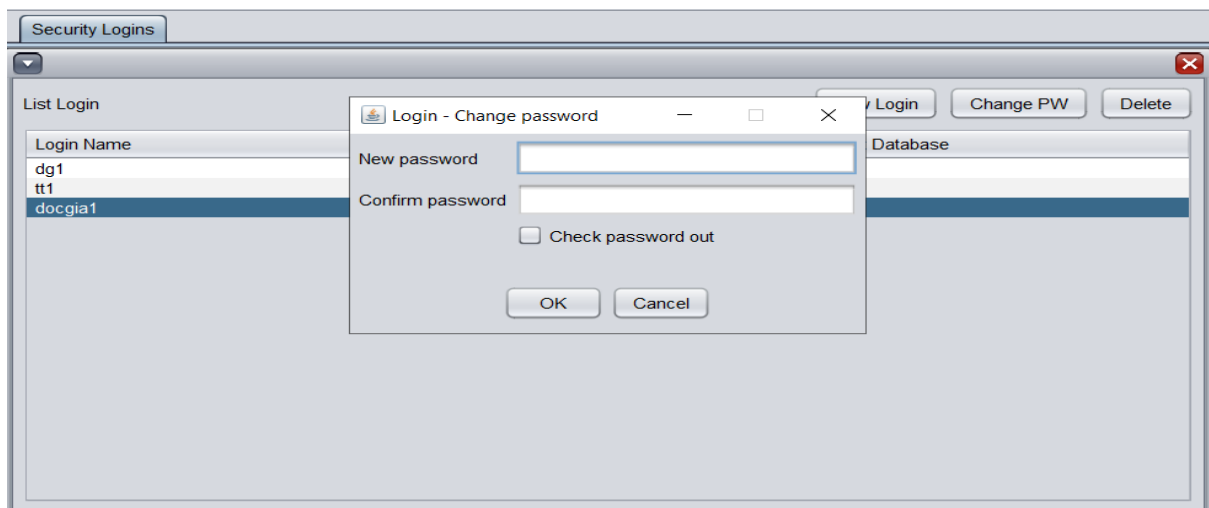 Security Logins
List Login
Login Change PW Delete
Login - Change password
Login Name Database
New password
dg1
tt1
Confirm password
docgia1
Check password out
OK Cancel